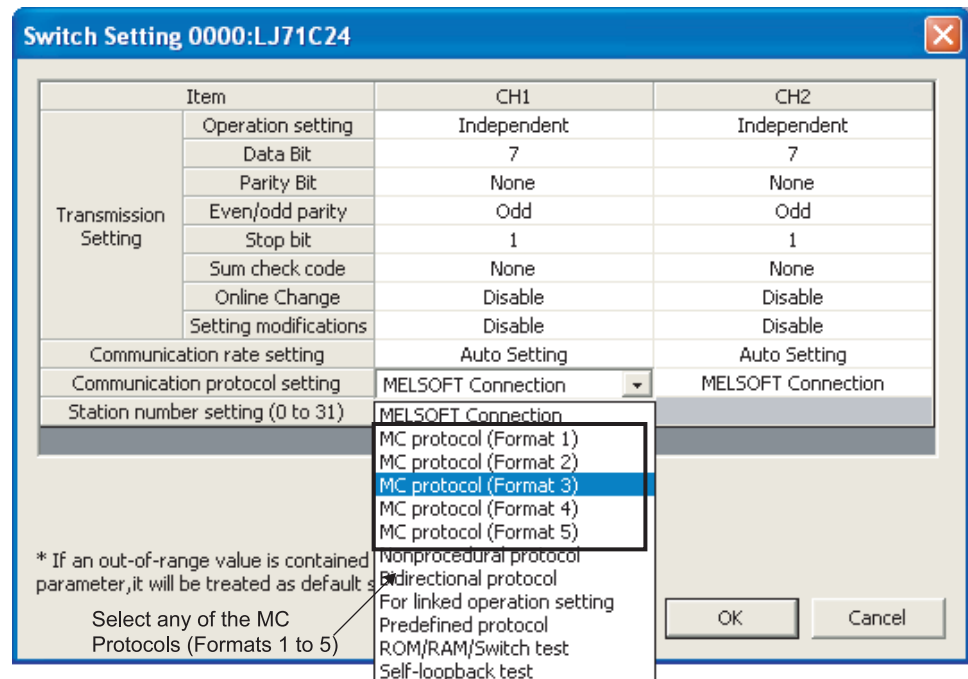 Switch Setting 0000:LJ71C24
Item CH1 CH2
Transmission Setting
Operation setting Independent Independent
Data Bit 7 7
Parity Bit None None
Even/odd parity Odd Odd
Stop bit 1 1
Sum check code None None
Online Change Disable Disable
Setting modifications Disable Disable
Communication rate setting Auto Setting Auto Setting
Communication protocol setting MELSOFT Connection MELSOFT Connection
Station number setting (0 to 31)
MELSOFT Connection
MC protocol (Format 1)
MC protocol (Format 2)
MC protocol (Format 3)
MC protocol (Format 4)
MC protocol (Format 5)
Nonprocedural protocol
Bidirectional protocol
For linked operation setting
Predefined protocol
ROM/RAM/Switch test
Self-loopback test
* If an out-of-range value is contained
parameter,it will be treated as default s
Select any of the MC
Protocols (Formats 1 to 5)
OK Cancel